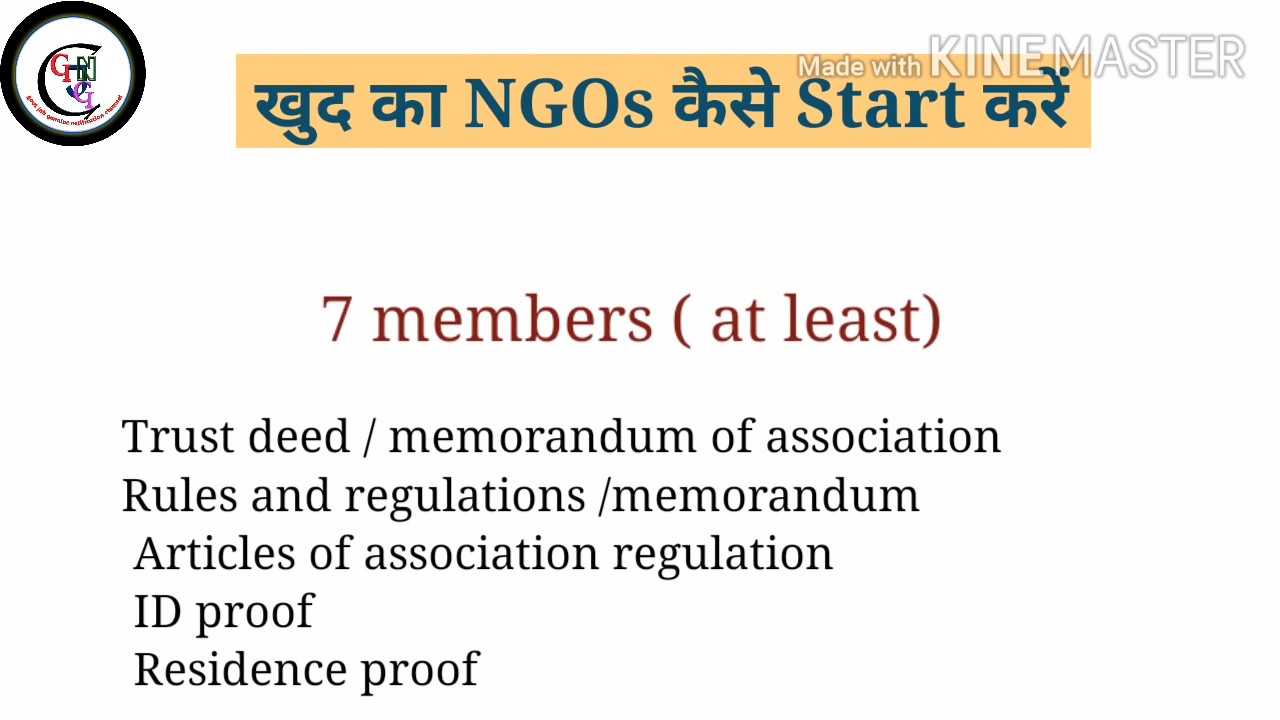 Made with KINEMASTER
खुद का NGOs कैसे Start करें
7 members ( at least)
Trust deed / memorandum of association
Rules and regulations /memorandum
Articles of association regulation
ID proof
Residence proof